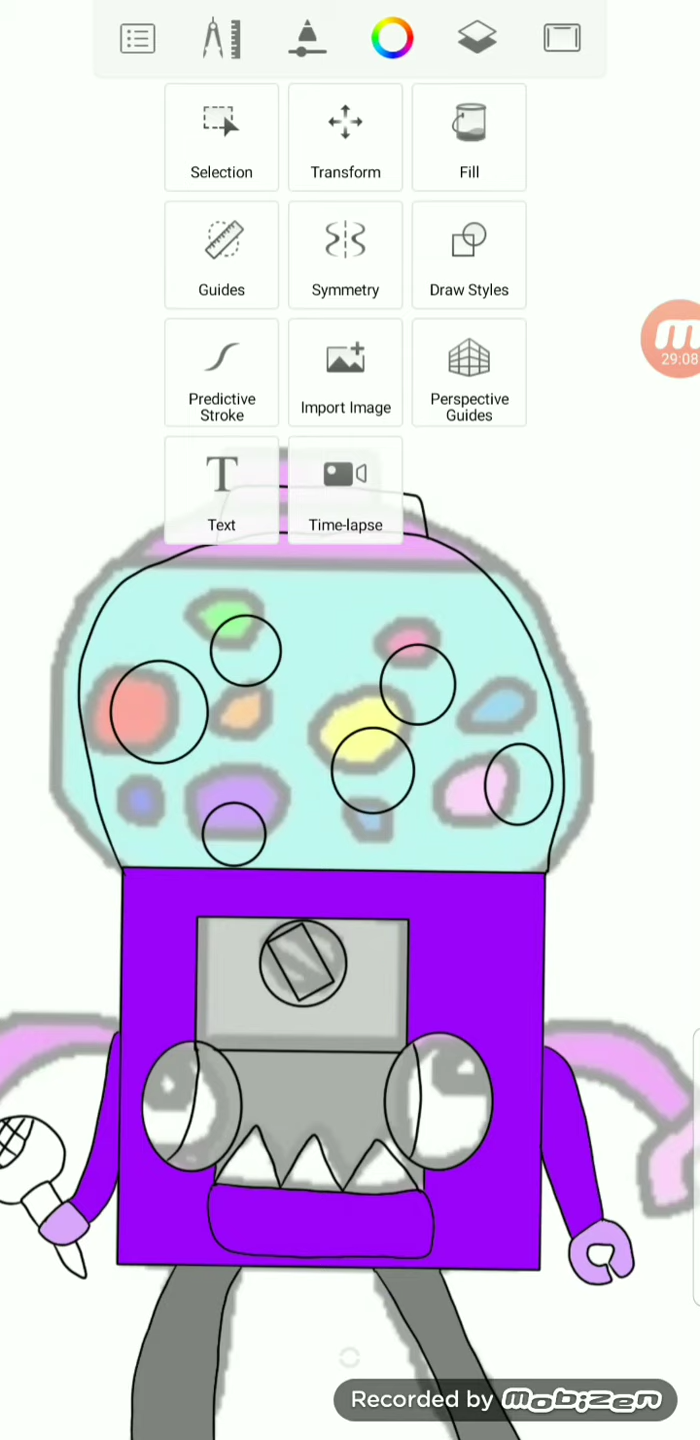 Selection
Transform
Fill
Guides
Symmetry
Draw Styles
Predictive
Stroke
Import Image
Perspective
Guides
T
Text
Time-lapse
m
29:08
Recorded by mobizen